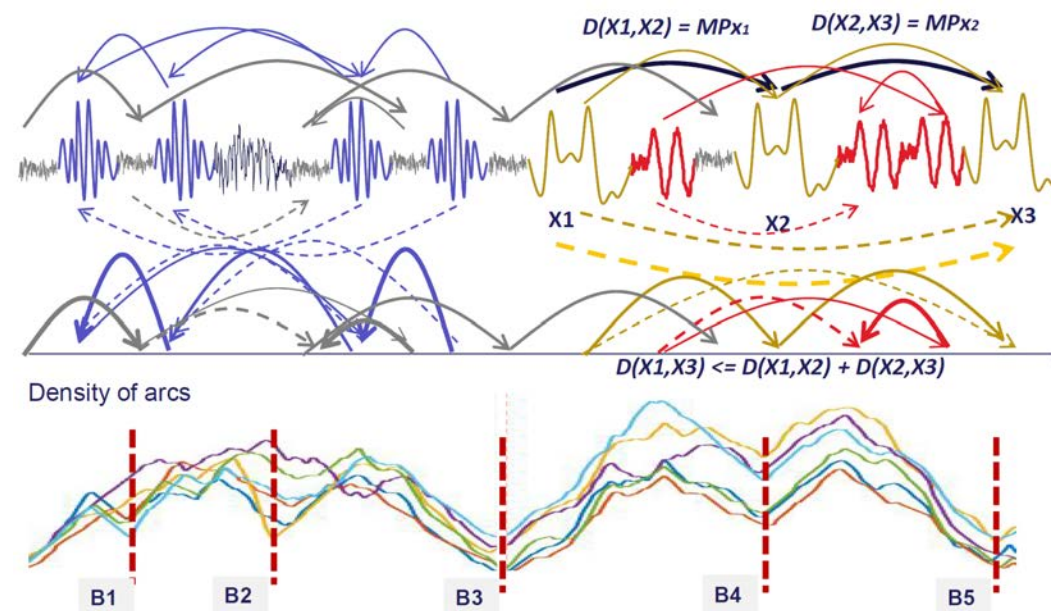 D(X1,X2) = MPx1 D(X2,X3) = MPx2
X1 X2 X3
D(X1,X3) <= D(X1,X2) + D(X2,X3)
Density of arcs
B1 B2 B3 B4 B5